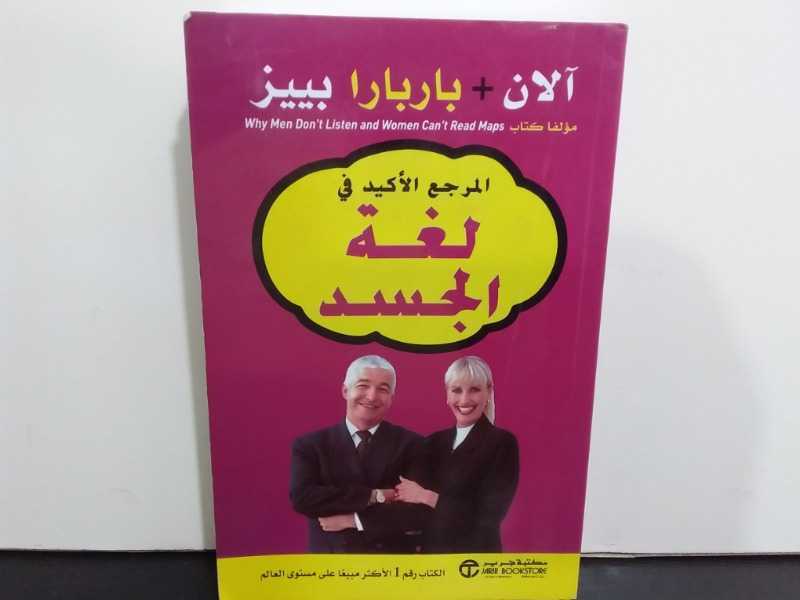 آلان + باربارا بييز
مؤلفا كتاب Why Men Don't Listen and Women Can't Read Maps
المرجع الأكيد في
لغة
الجسد
الكتاب رقم 1 الأكثر مبيعا على مستوى العالم
مكتبة جرير
JARIR BOOKSTORE